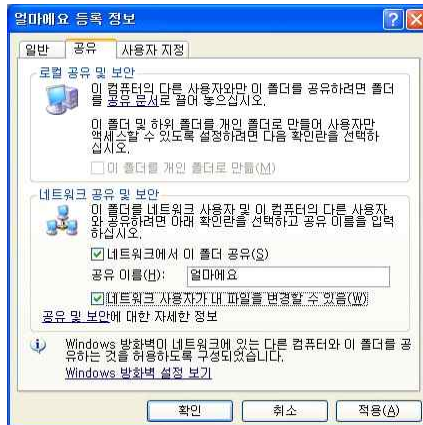 얼마에요 등록 정보
일반 공유 사용자 지정
로컬 공유 및 보안
이 컴퓨터의 다른 사용자와만 이 폴더를 공유하려면 폴더
를 공유 문서로 끌어 놓으십시오.
이 폴더 및 하위 폴더를 개인 폴더로 만들어 사용자만
액세스할 수 있도록 설정하려면 다음 확인란을 선택하
십시오.
이 폴더를 개인 폴더로 만듦(M)
네트워크 공유 및 보안
이 폴더를 네트워크 사용자 및 이 컴퓨터의 다른 사용자
와 공유하려면 아래 확인란을 선택하고 공유 이름을 입력
하십시오.
네트워크에서 이 폴더 공유(S)
공유 이름(H): 얼마에요
네트워크 사용자가 내 파일을 변경할 수 있음(W)
공유 및 보안에 대한 자세한 정보
Windows 방화벽이 네트워크에 있는 다른 컴퓨터와 이 폴더를 공
유하는 것을 허용하도록 구성되었습니다.
Windows 방화벽 설정 보기
확인 취소 적용(A)